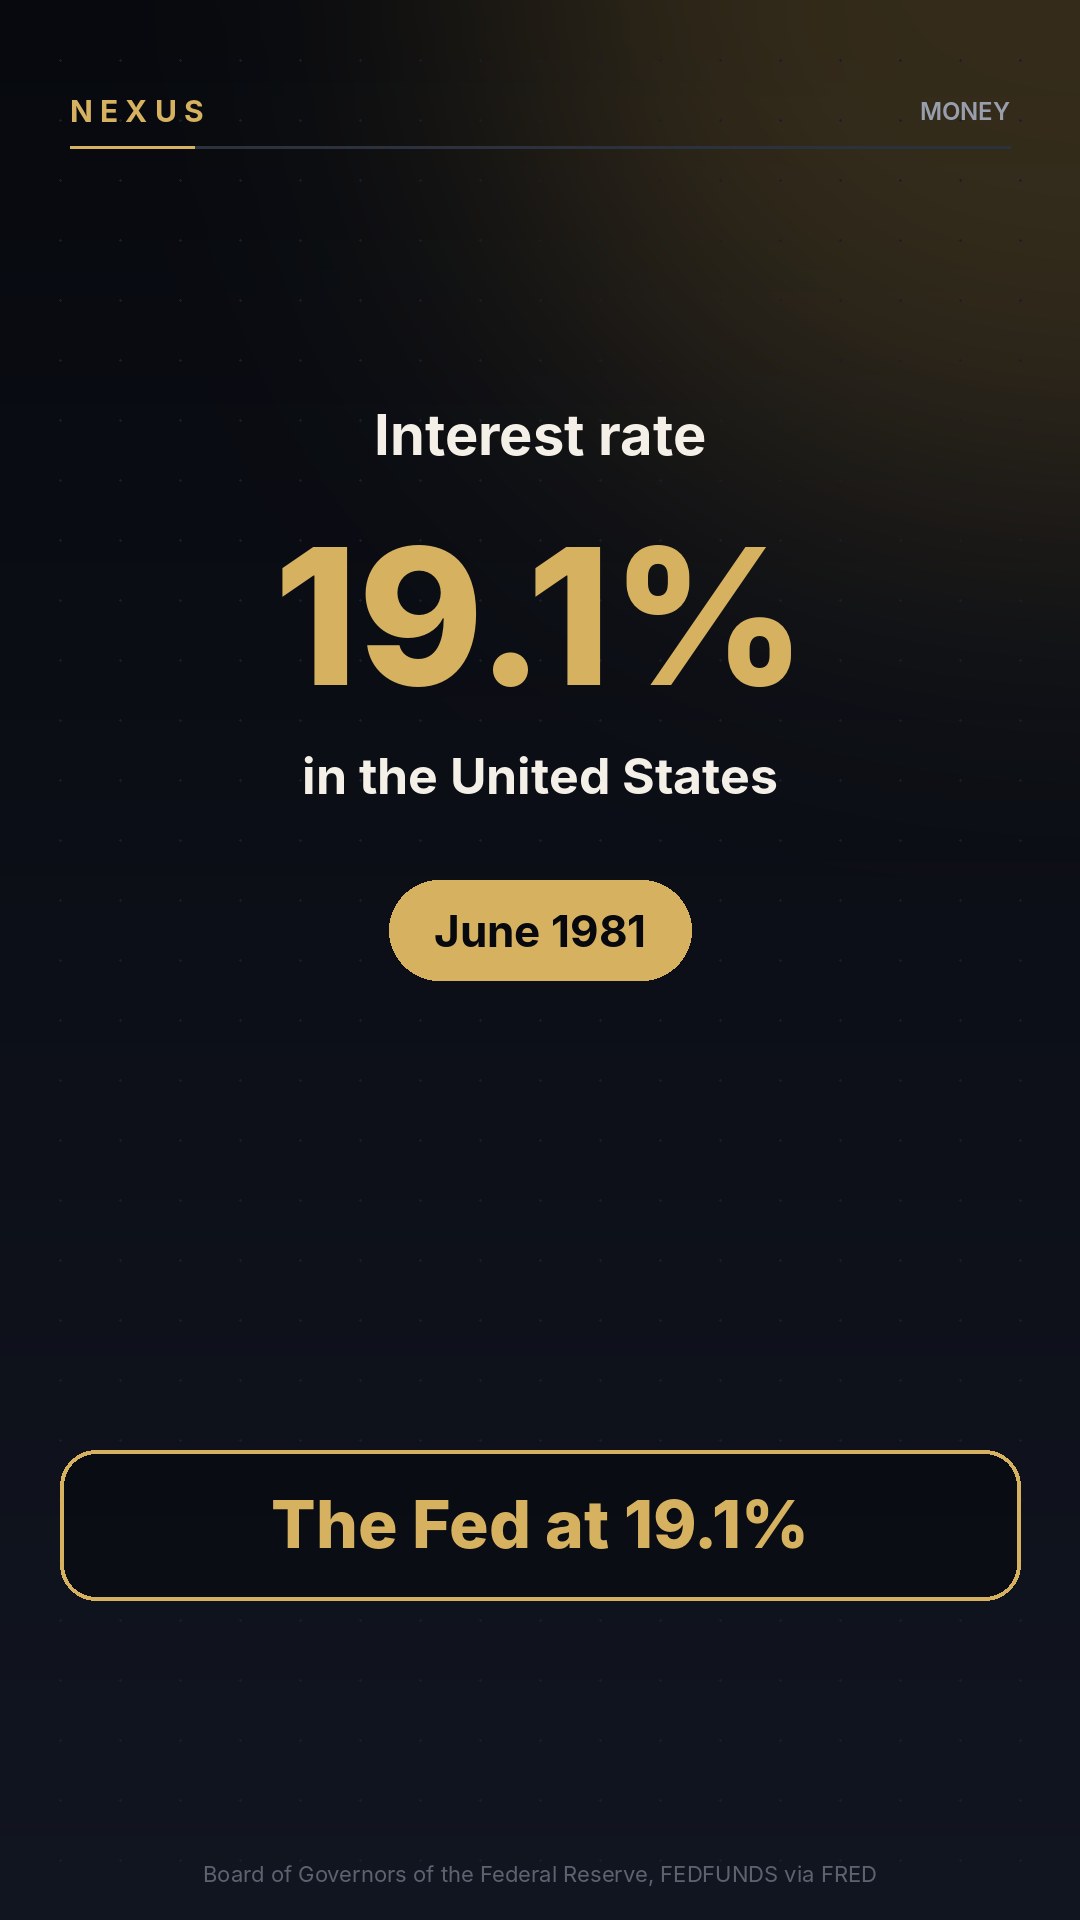 NEXUS
MONEY
Interest rate
19.1%
in the United States
June 1981
The Fed at 19.1%
Board of Governors of the Federal Reserve, FEDFUNDS via FRED